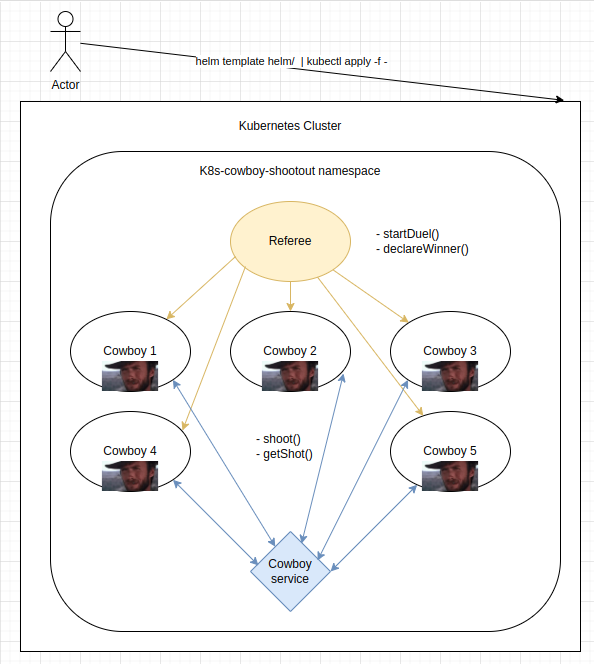 Actor
helm template helm/ | kubectl apply -f -
Kubernetes Cluster
K8s-cowboy-shootout namespace
Referee
- startDuel()
- declareWinner()
Cowboy 1
Cowboy 2
Cowboy 3
Cowboy 4
- shoot()
- getShot()
Cowboy 5
Cowboy
service